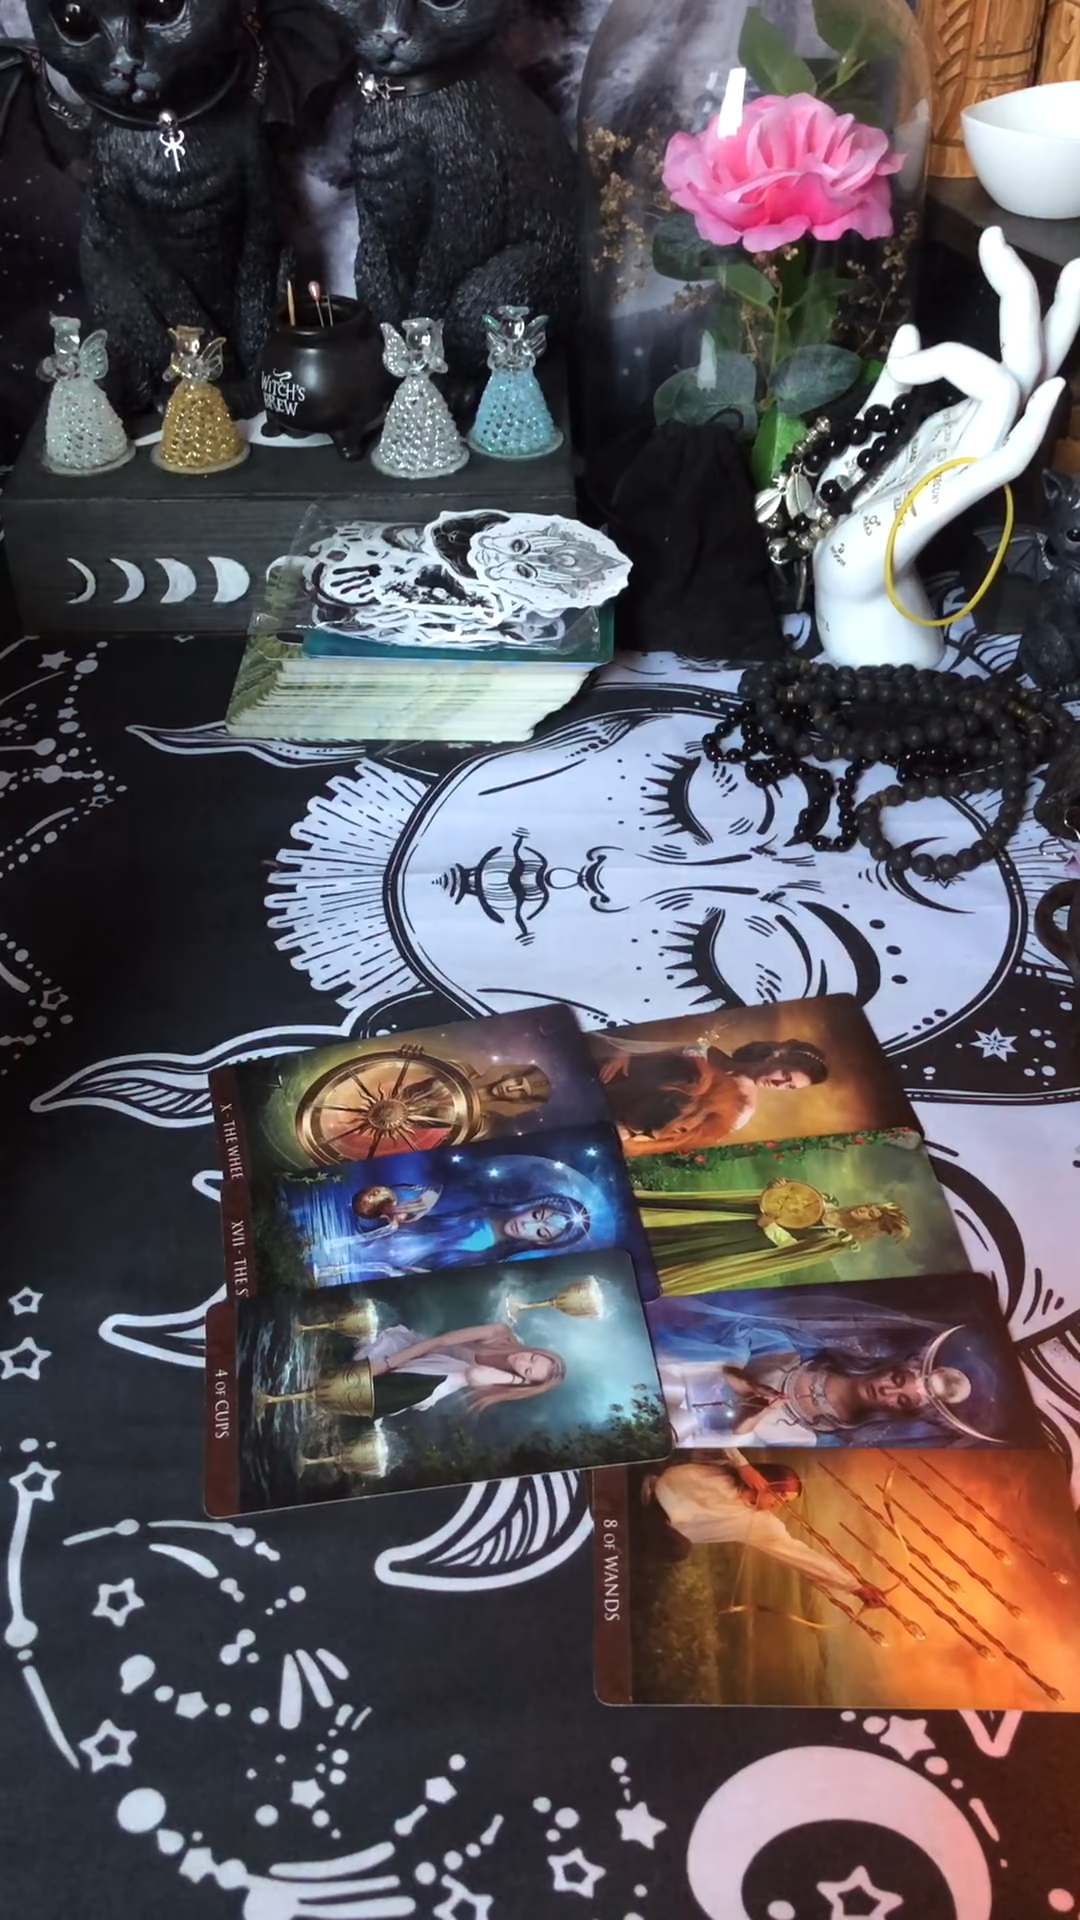 WITCH'S
BREW
X - THE WHEE
XVII - THE S
4 OF CUPS
8 OF WANDS